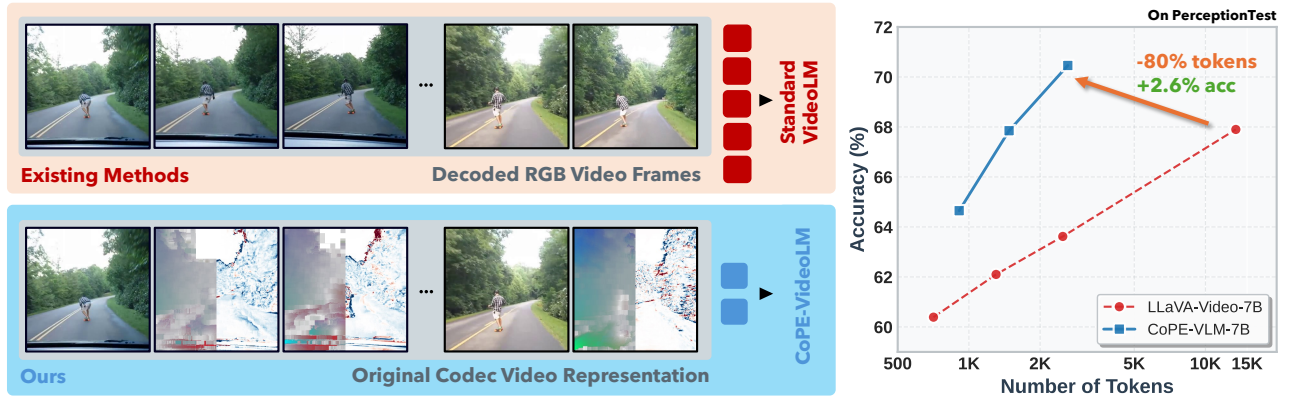 ...
Standard
VideoLM
Existing Methods
Decoded RGB Video Frames
...
CoPE-VideoLM
Ours
Original Codec Video Representation
On PerceptionTest
72
70
68
66
64
62
60
Accuracy (%)
-80% tokens
+2.6% acc
LLaVA-Video-7B
CoPE-VLM-7B
500
1K
2K
5K
10K
15K
Number of Tokens